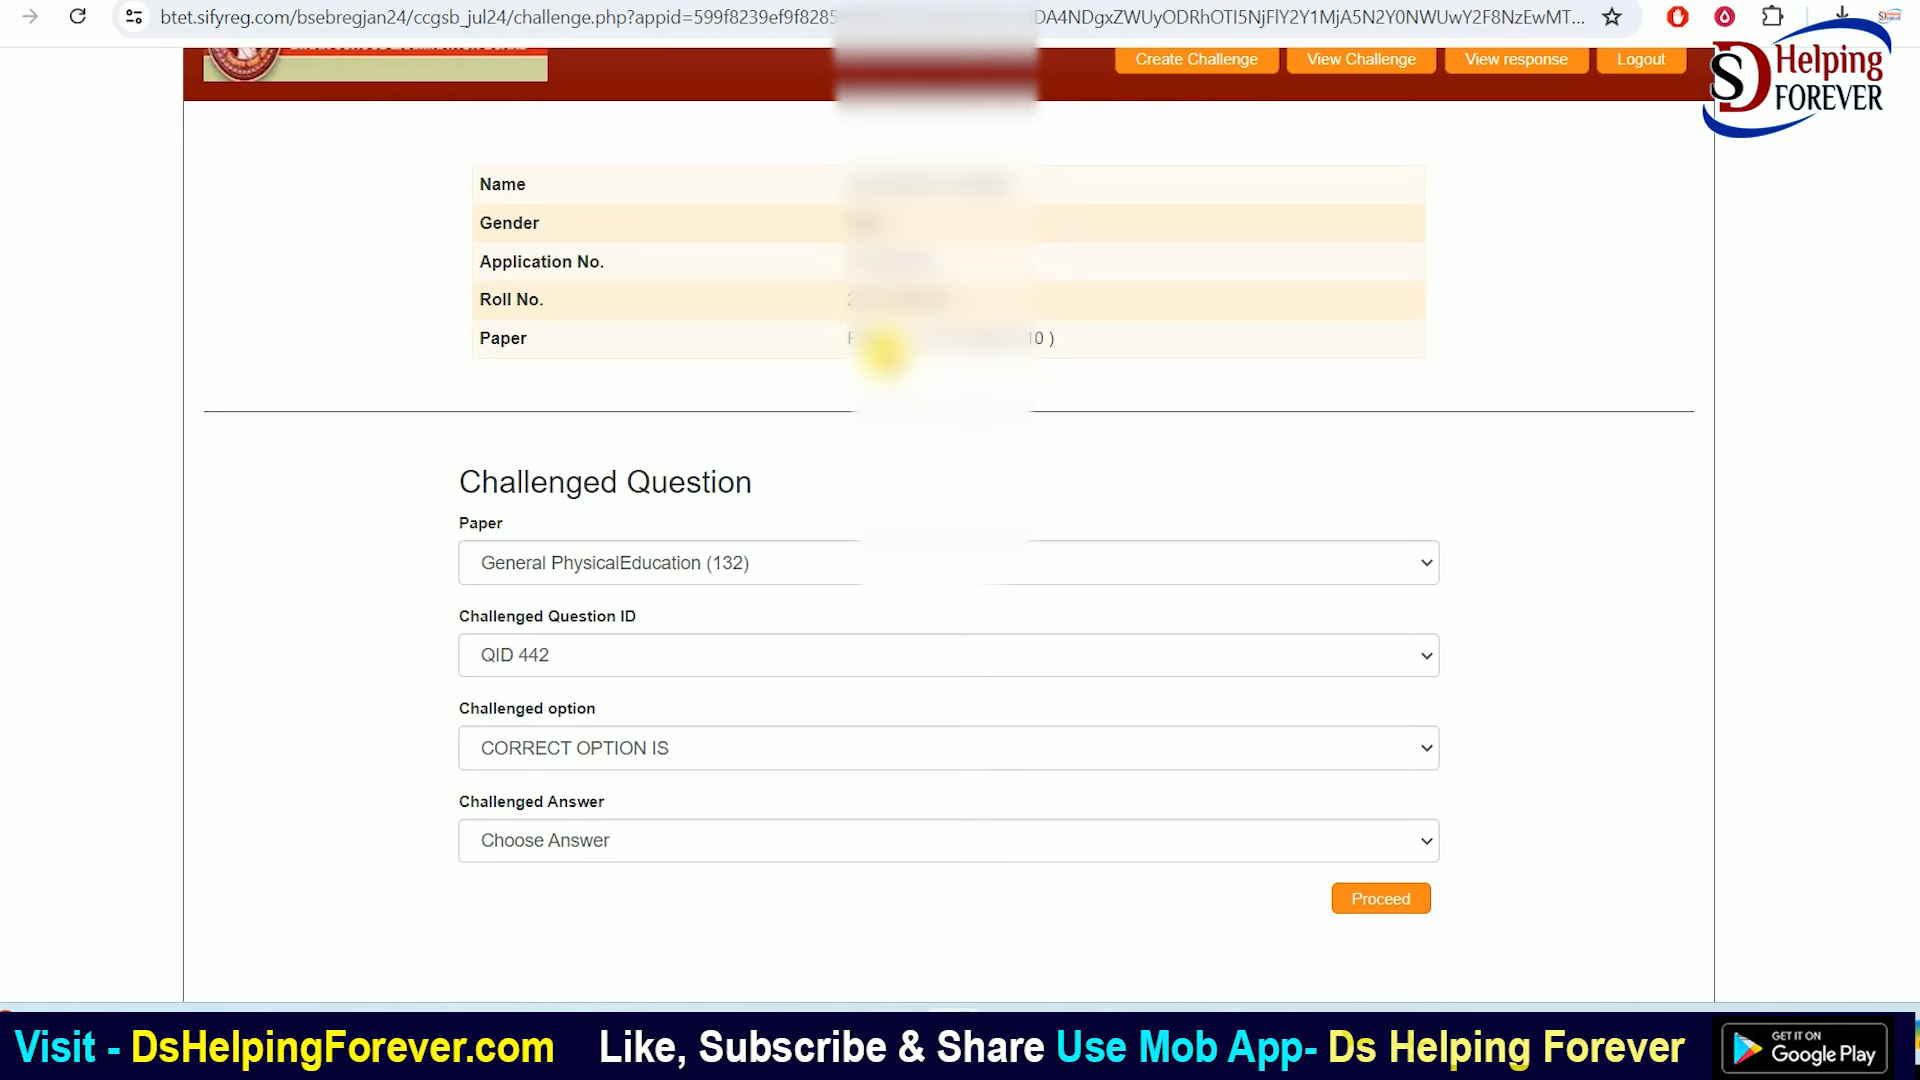 btet.sifyreg.com/bsebregjan24/ccgsb_jul24/challenge.php?appid=599f8239ef9f8285
Create Challenge View Challenge View response Logout
SD Helping FOREVER
Name
Gender
Application No.
Roll No.
Paper 10 )
Challenged Question
Paper
General PhysicalEducation (132)
Challenged Question ID
QID 442
Challenged option
CORRECT OPTION IS
Challenged Answer
Choose Answer
Proceed
Visit - DsHelpingForever.com Like, Subscribe & Share Use Mob App- Ds Helping Forever
GET IT ON
Google Play